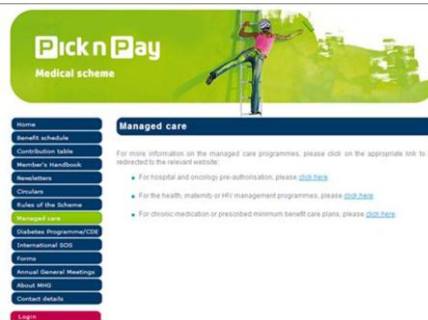 Pick n Pay
Medical scheme
Home
Benefit schedule
Contribution table
Member's Handbook
Newsletters
Circulars
Rules of the Scheme
Managed care
Diabetes Programme/CDE
International SOS
Forms
Annual General Meetings
About MHG
Contact details
Login
Managed care
For more information on the managed care programmes, please click on the appropriate link to
redirected to the relevant website:
For hospital and oncology pre-authorisation, please click here
For the health, maternity or HIV management programmes, please click here
For chronic medication or prescribed minimum benefit care plans, please click here